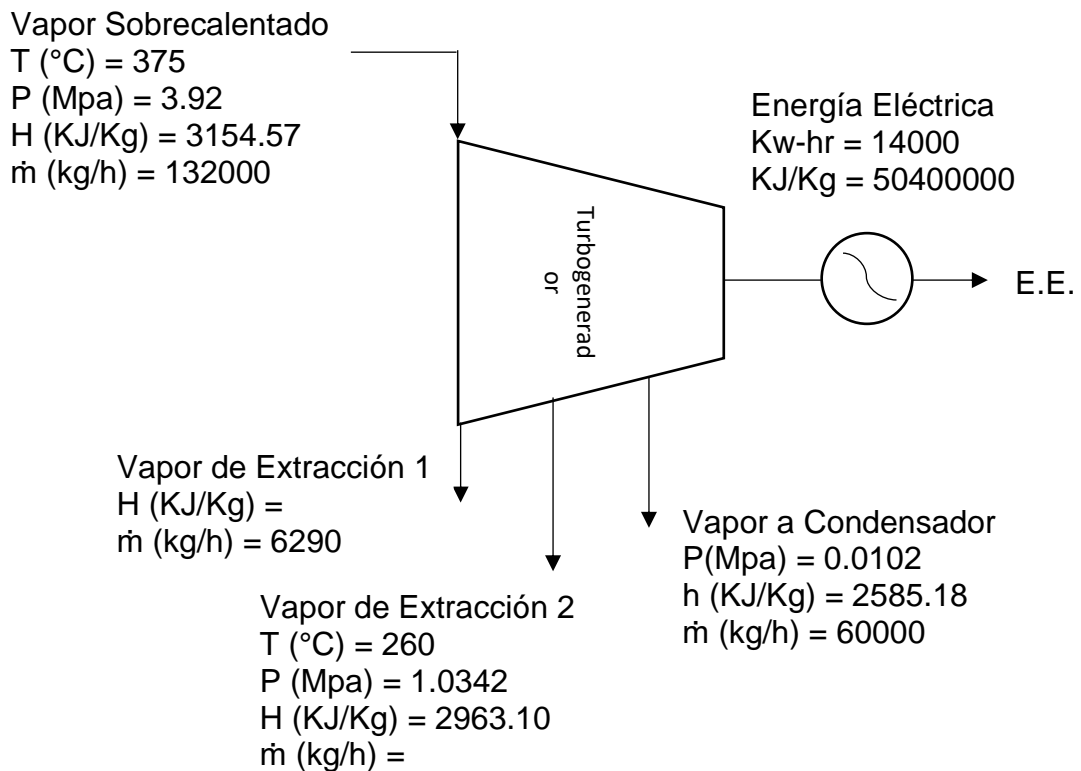 Vapor Sobrecalentado
T (°C) = 375
P (Mpa) = 3.92
H (KJ/Kg) = 3154.57
ṁ (kg/h) = 132000
Energía Eléctrica
Kw-hr = 14000
KJ/Kg = 50400000
Turbogenerad
or
E.E.
Vapor de Extracción 1
H (KJ/Kg) =
ṁ (kg/h) = 6290
Vapor de Extracción 2
T (°C) = 260
P (Mpa) = 1.0342
H (KJ/Kg) = 2963.10
ṁ (kg/h) =
Vapor a Condensador
P(Mpa) = 0.0102
h (KJ/Kg) = 2585.18
ṁ (kg/h) = 60000